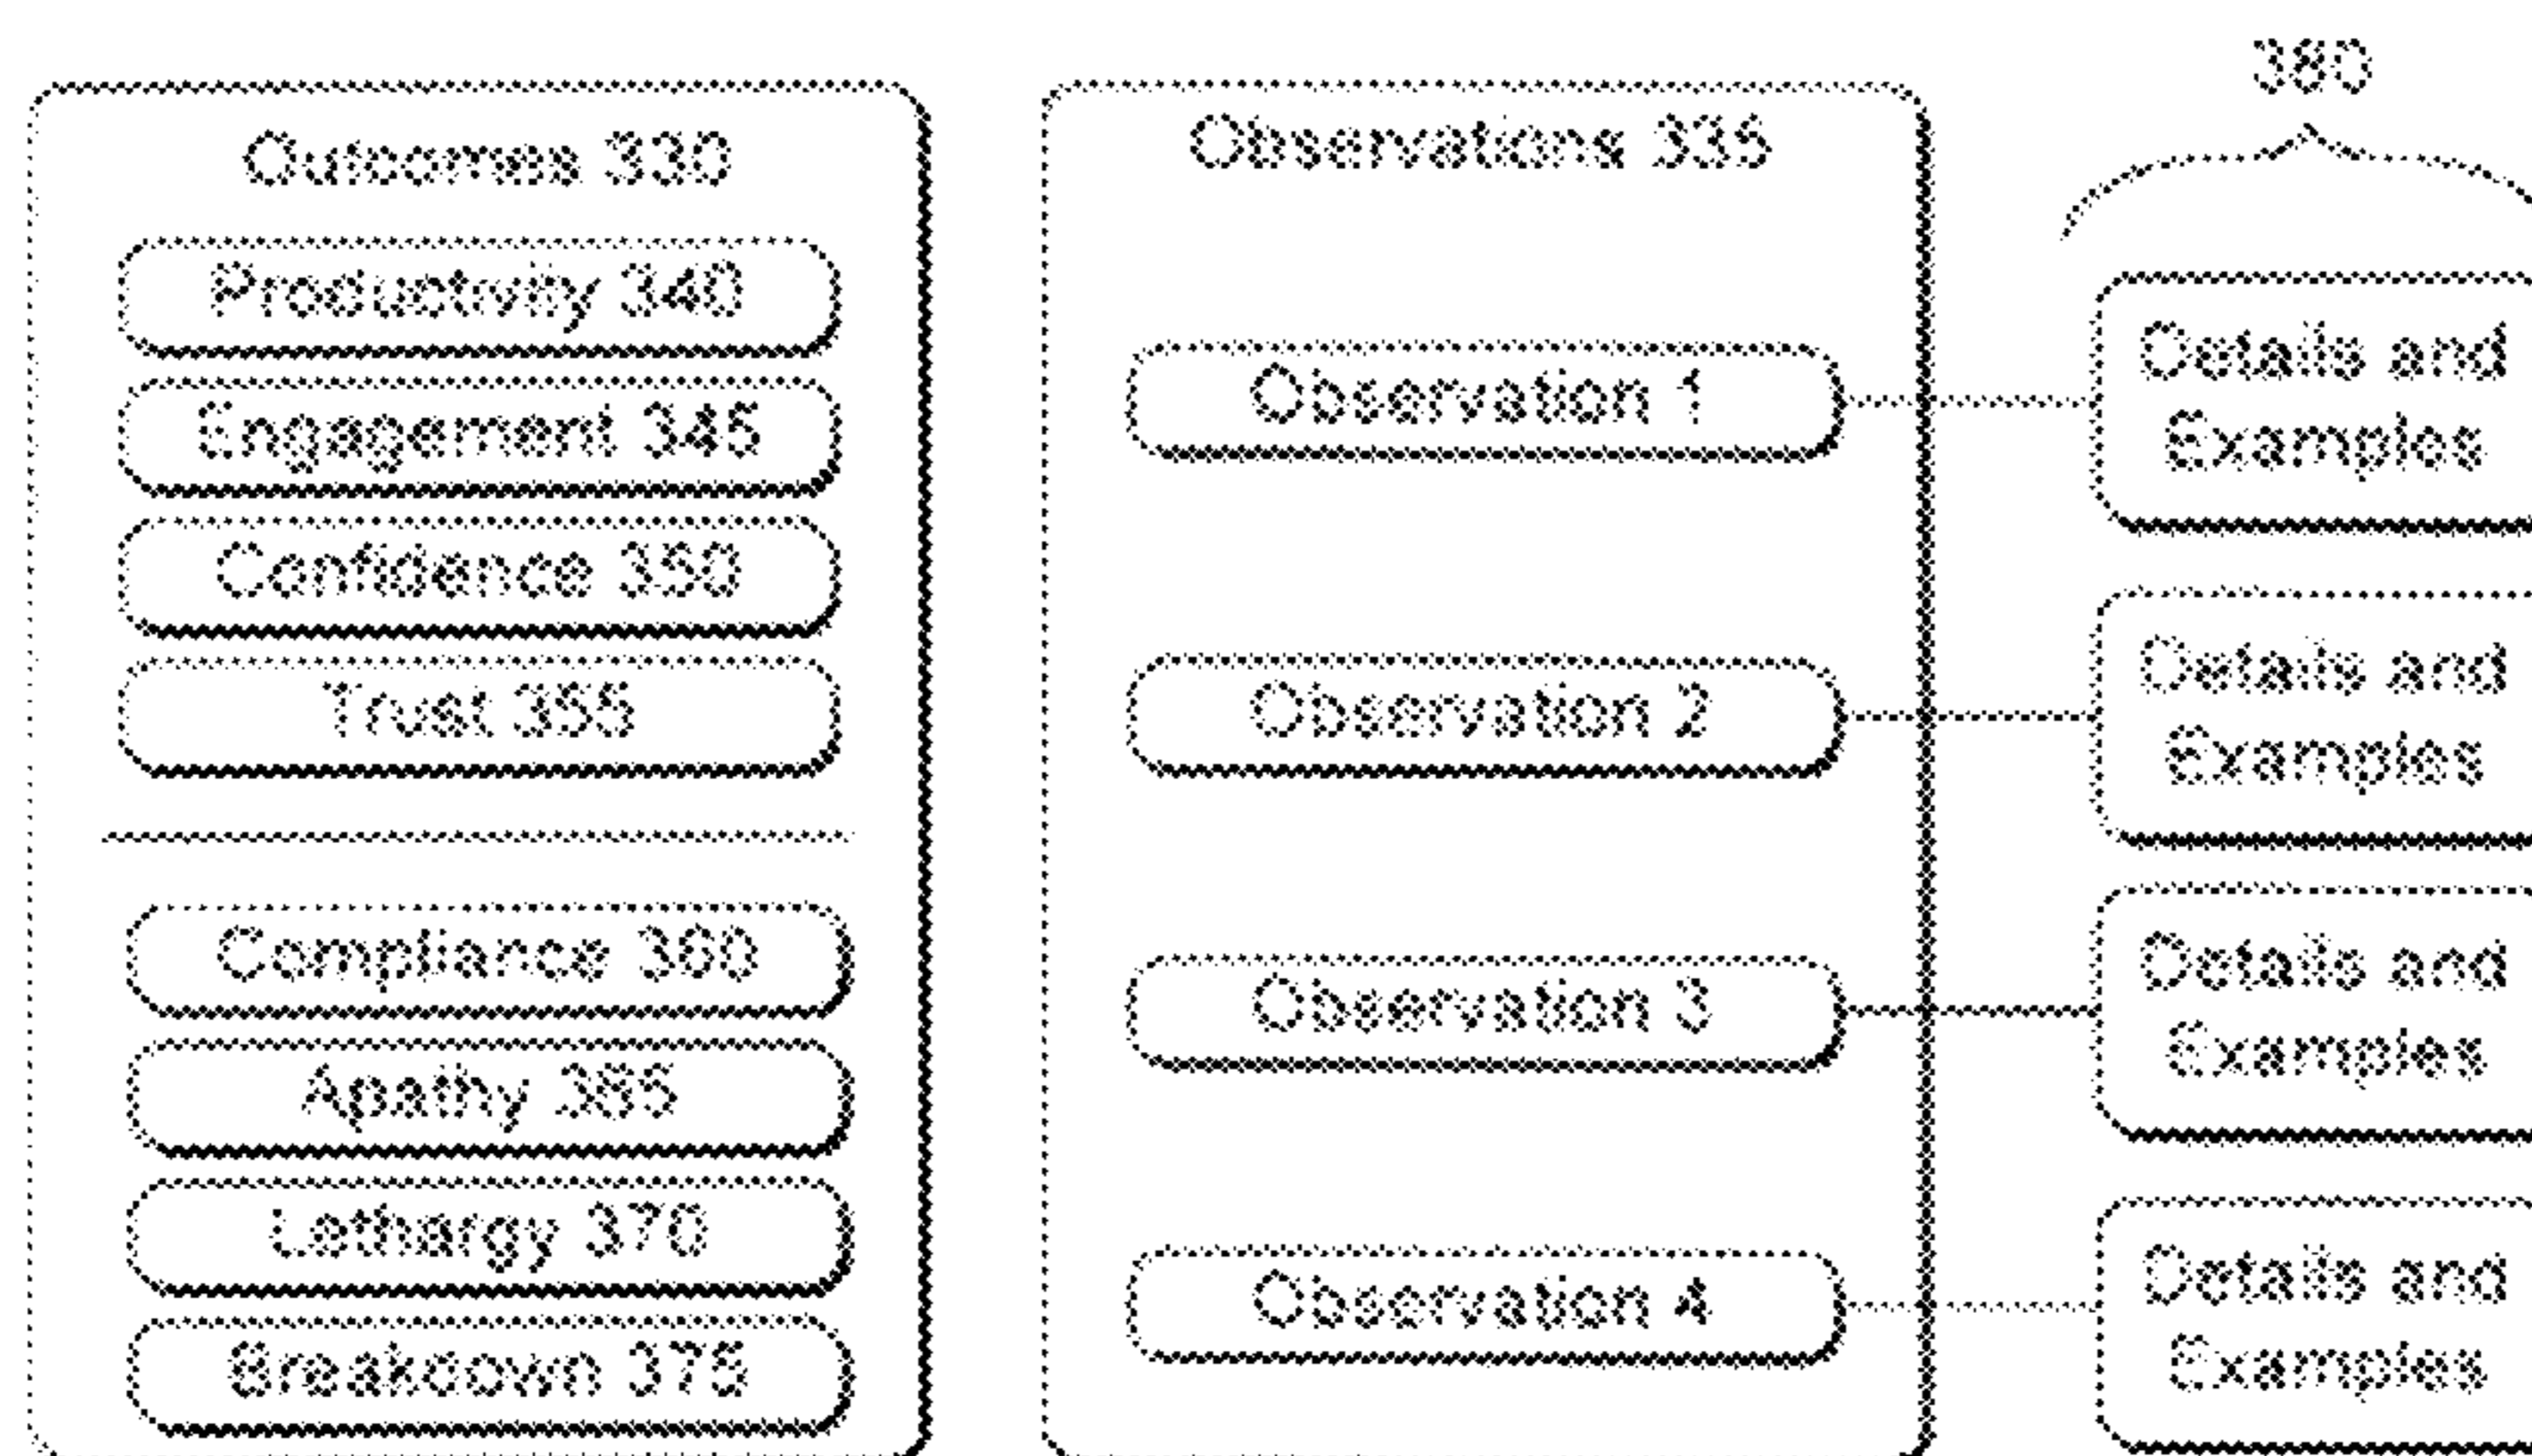 Outcomes 330
Productivity 340
Engagement 345
Confidence 350
Trust 355
Compliance 360
Apathy 365
Lethargy 370
Breakdown 375
Observations 335
Observation 1
Observation 2
Observation 3
Observation 4
380
Details and
Examples
Details and
Examples
Details and
Examples
Details and
Examples